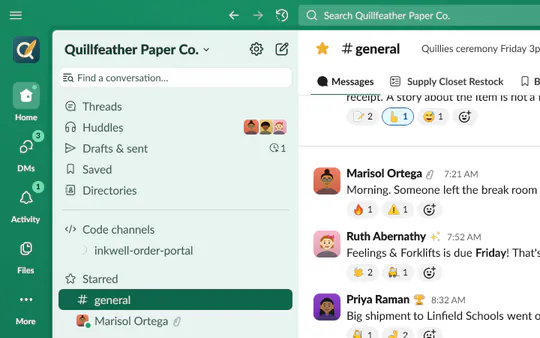 Search Quillfeather Paper Co.
Quillfeather Paper Co.
Find a conversation...
Threads
Huddles
Drafts & sent
1
Saved
Directories
Code channels
inkwell-order-portal
Starred
# general
Marisol Ortega
Home
3
DMs
1
Activity
Files
More
# general
Quillies ceremony Friday 3p
Messages
Supply Closet Restock
B
receipt. A story about the item is not a
2
1
1
Marisol Ortega 7:21 AM
Morning. Someone left the break room
1
1
Ruth Abernathy 7:52 AM
Feelings & Forklifts is due Friday! That's
2
1
Priya Raman 8:32 AM
Big shipment to Linfield Schools went o
1
2